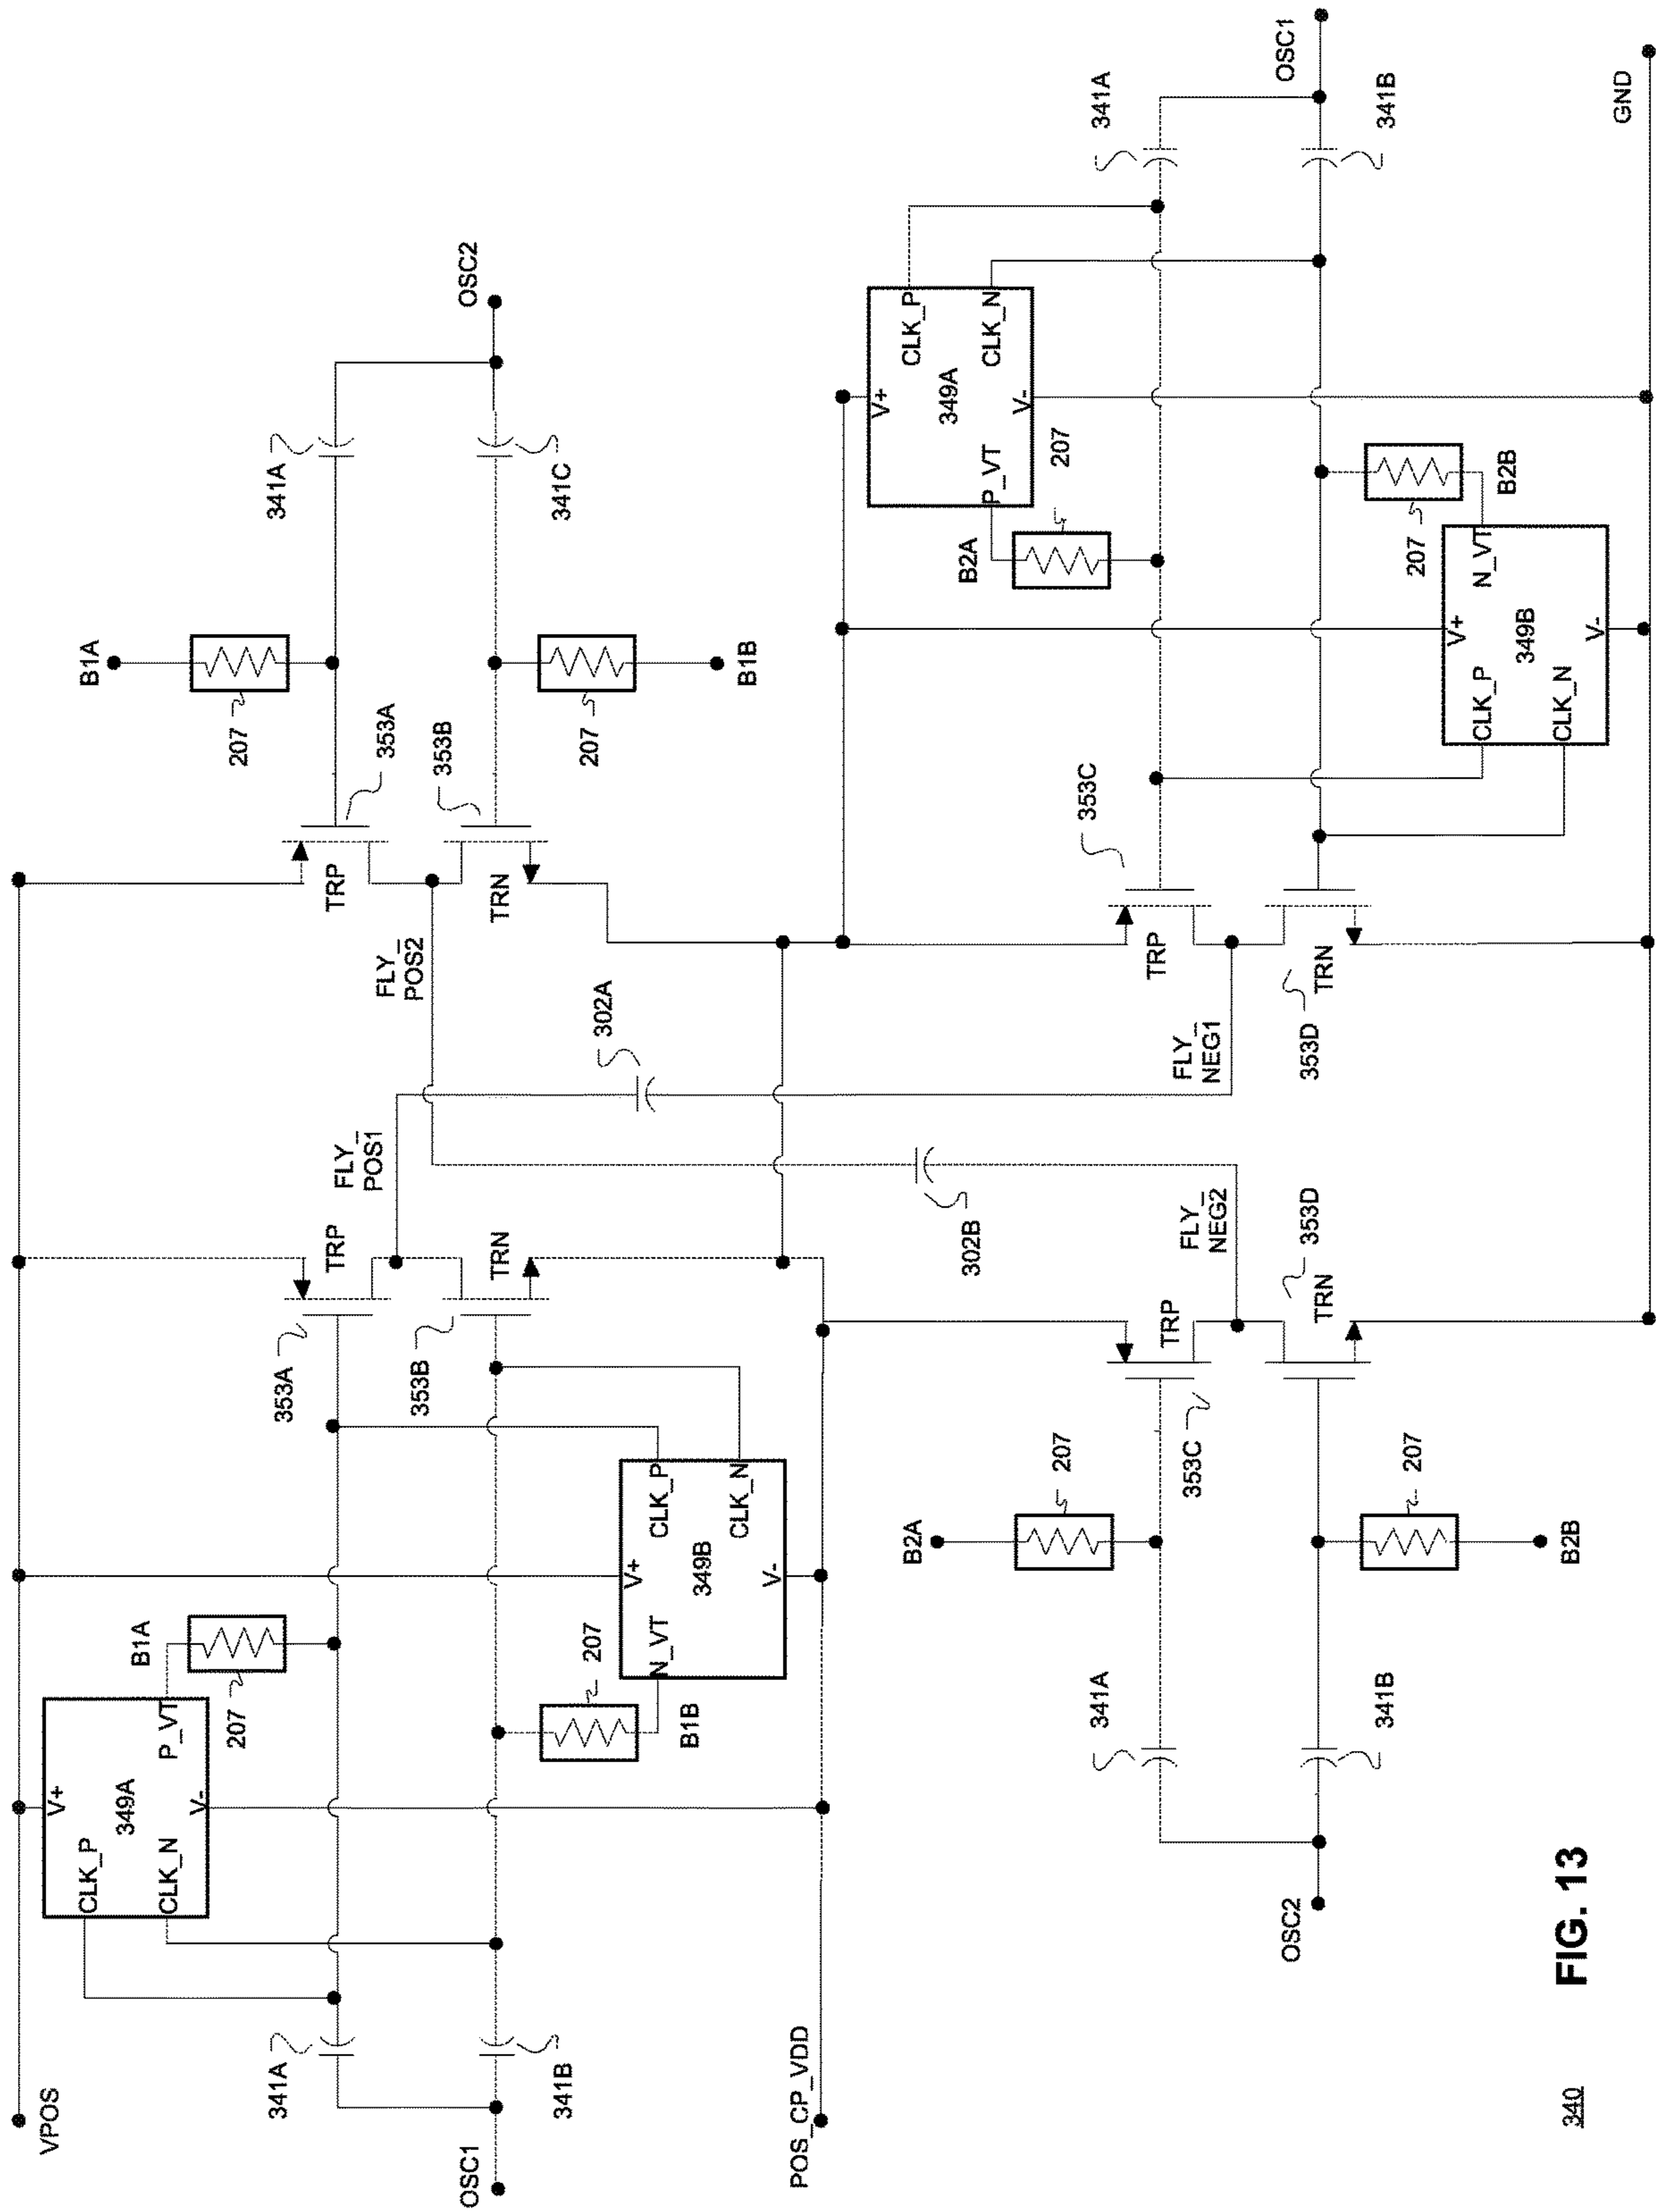 VPOS
OSC1
341A
341B
CLK_P
CLK_N
V+
349A
V-
P_VT
B1A
207
207
B1B
N_VT
V+
349B
V-
CLK_P
CLK_N
353A
353B
TRP
TRN
FLY_
POS1
FLY_
POS2
TRP
TRN
353A
353B
B1A
207
207
B1B
341A
341C
OSC2
POS_CP_VDD
302A
302B
OSC2
341A
341B
B2A
207
207
B2B
353C
TRP
TRN
353D
FLY_
NEG2
FLY_
NEG1
353D
TRP
TRN
353C
CLK_P
CLK_N
V+
349B
V-
N_VT
207
B2B
B2A
207
P_VT
V+
349A
V-
CLK_P
CLK_N
341A
341B
OSC1
GND
340
FIG. 13